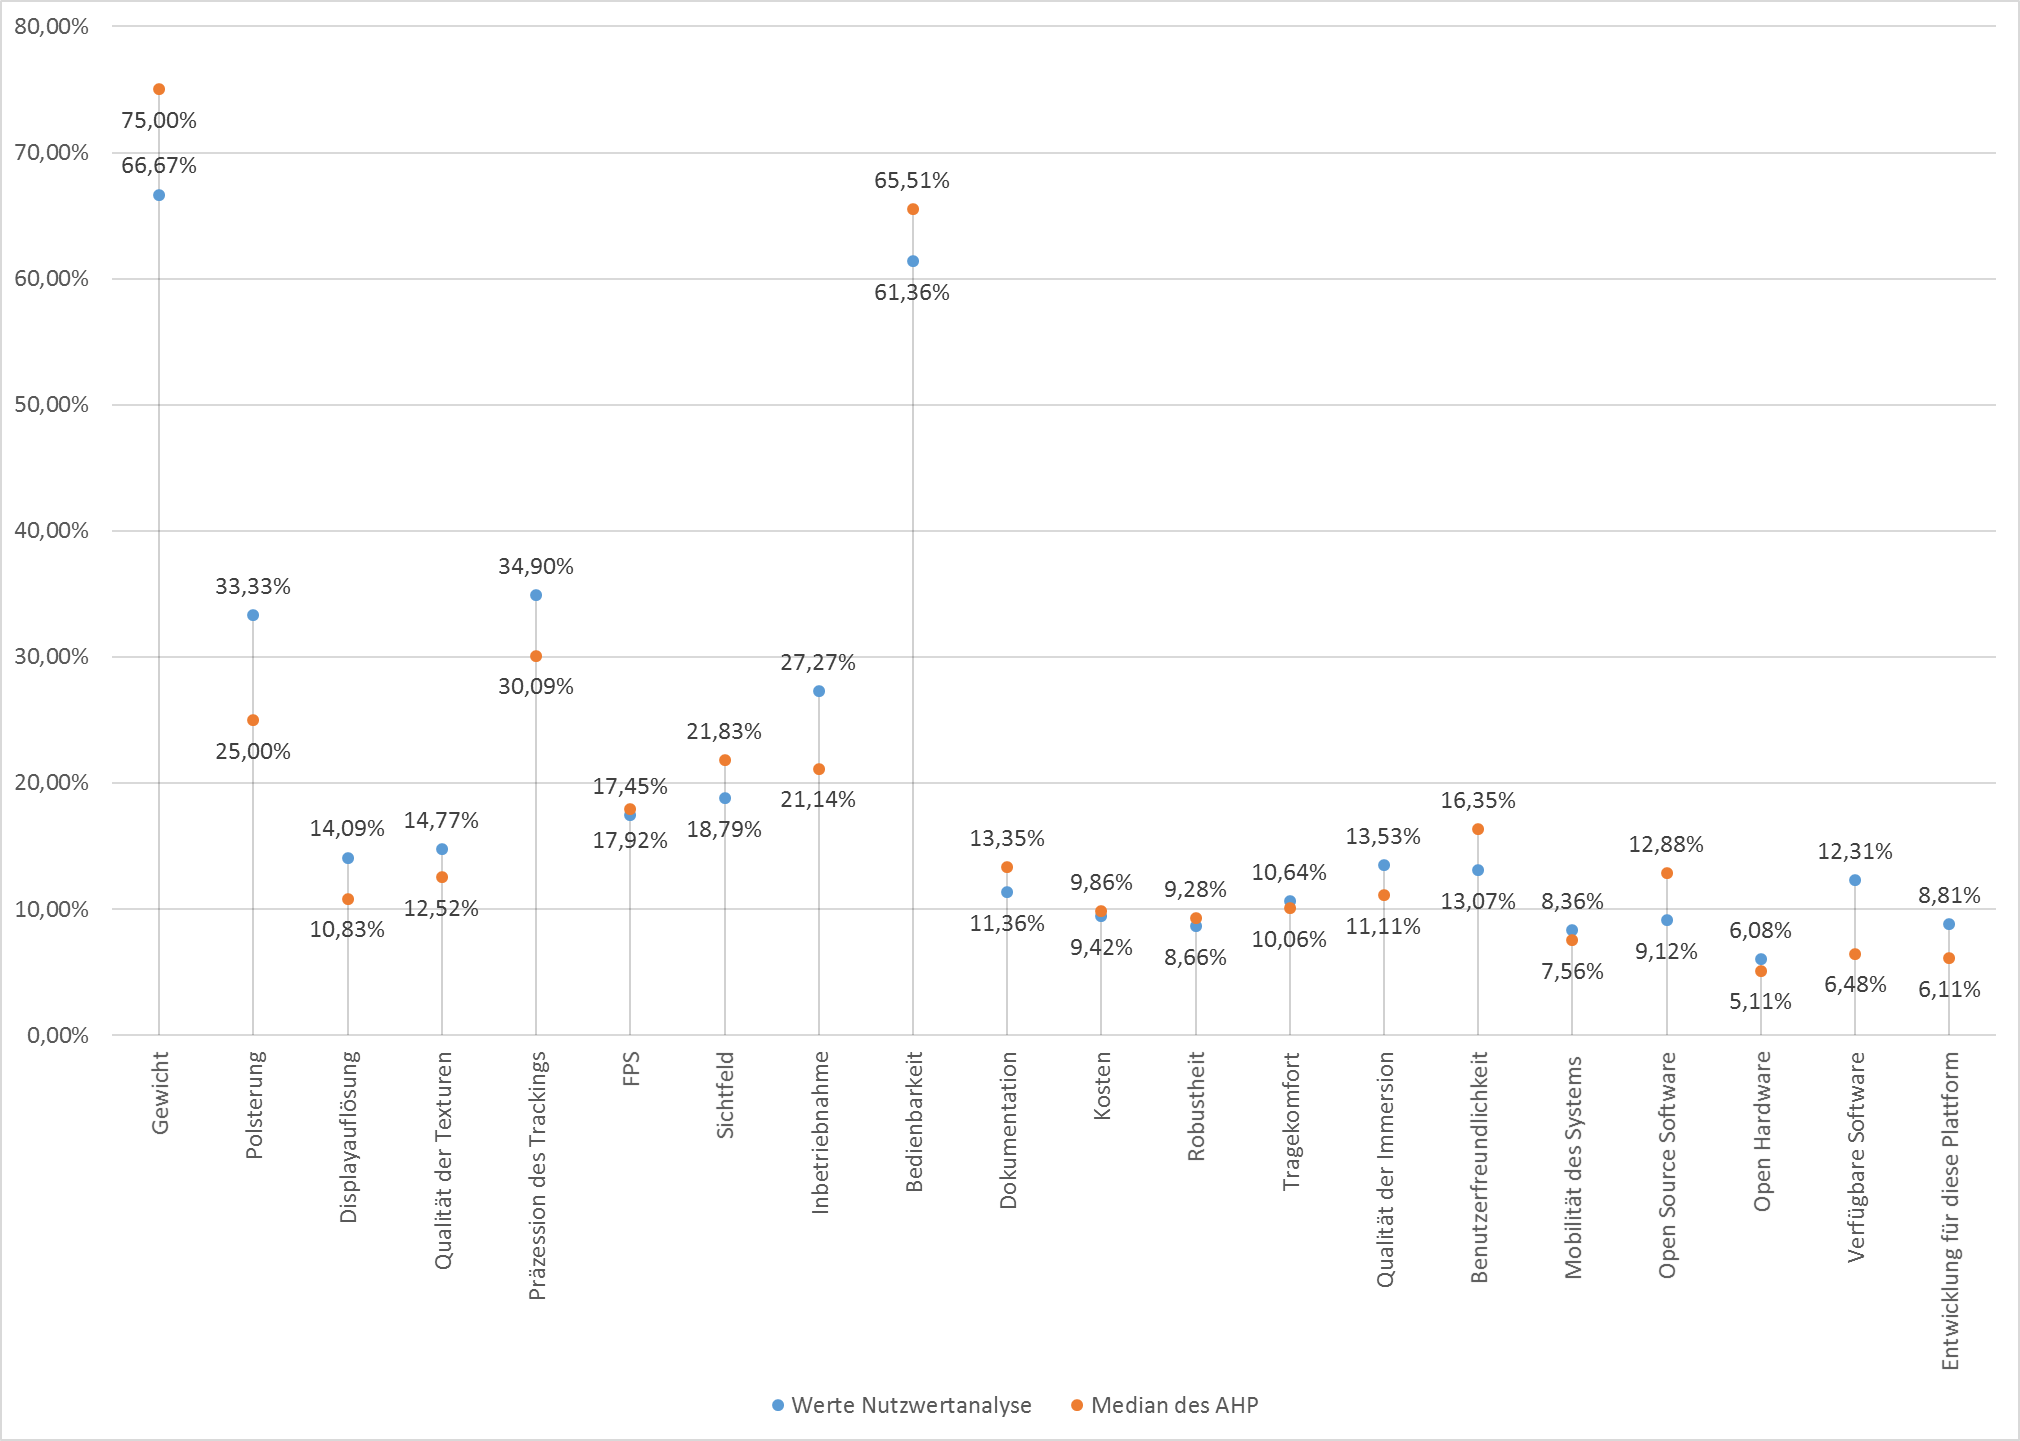 80,00%
70,00%
60,00%
50,00%
40,00%
30,00%
20,00%
10,00%
0,00%
75,00%
66,67%
33,33%
25,00%
14,09%
10,83%
14,77%
12,52%
34,90%
30,09%
17,45%
17,92%
21,83%
18,79%
27,27%
21,14%
65,51%
61,36%
13,35%
11,36%
9,86%
9,42%
9,28%
8,66%
10,64%
10,06%
13,53%
11,11%
16,35%
13,07%
8,36%
7,56%
12,88%
9,12%
6,08%
5,11%
12,31%
6,48%
8,81%
6,11%
Gewicht
Polsterung
Displayauflösung
Qualität der Texturen
Präzession des Trackings
FPS
Sichtfeld
Inbetriebnahme
Bedienbarkeit
Dokumentation
Kosten
Robustheit
Tragekomfort
Qualität der Immersion
Benutzerfreundlichkeit
Mobilität des Systems
Open Source Software
Open Hardware
Verfügbare Software
Entwicklung für diese Plattform
Werte Nutzwertanalyse
Median des AHP